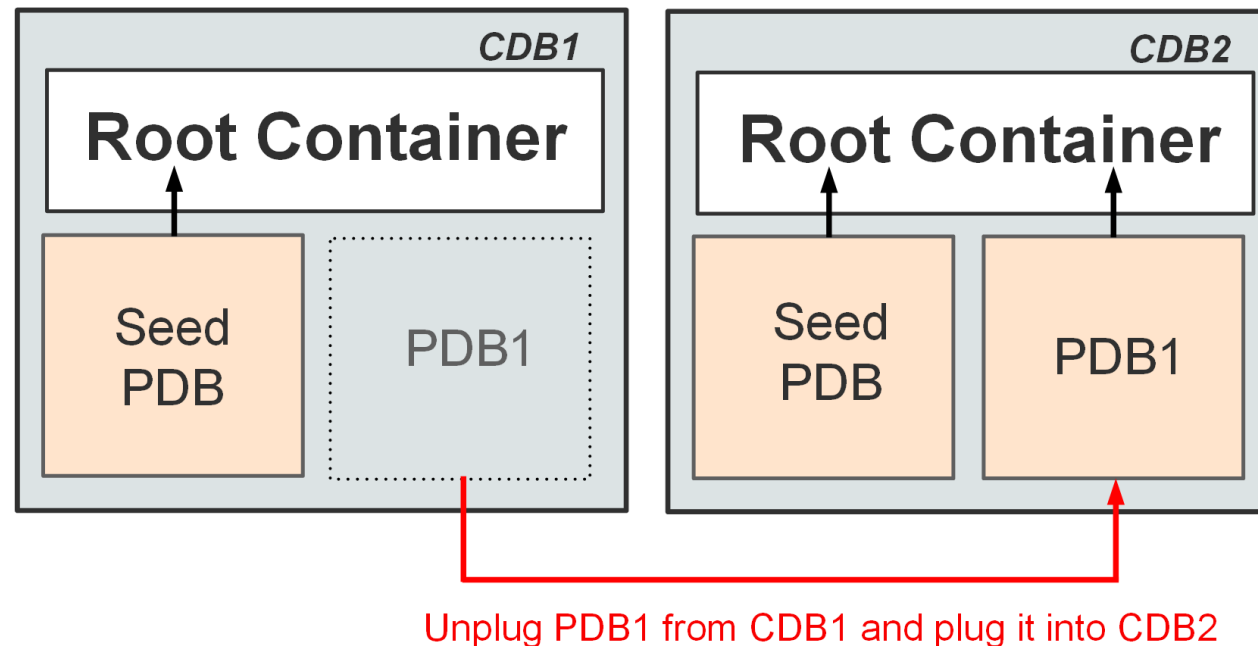 CDB1
Root Container
Seed
PDB
PDB1
CDB2
Root Container
Seed
PDB
PDB1
Unplug PDB1 from CDB1 and plug it into CDB2